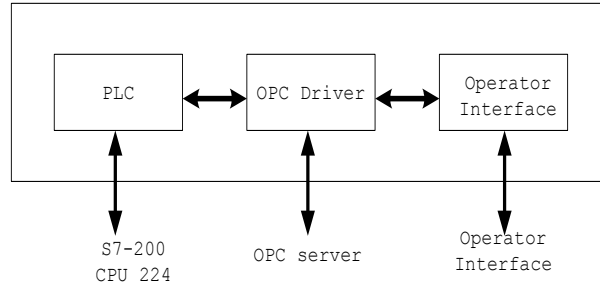 PLC
OPC Driver
Operator
Interface
S7-200
CPU 224
OPC server
Operator
Interface